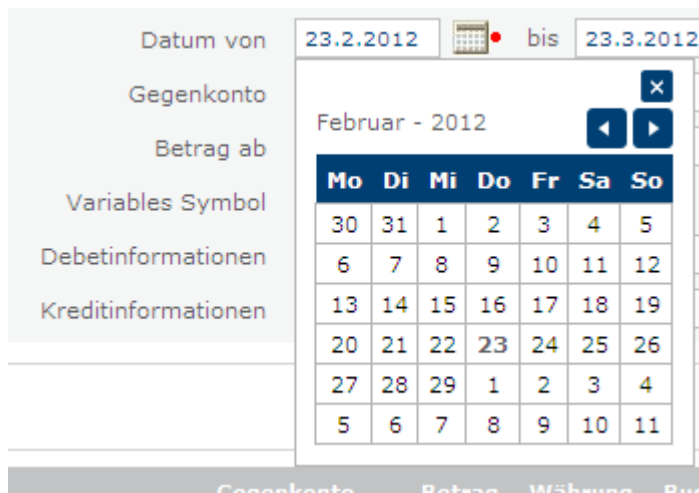 Datum von 23.2.2012 bis 23.3.2012
Gegenkonto
Februar - 2012
Betrag ab
Mo Di Mi Do Fr Sa So
Variables Symbol
30 31 1 2 3 4 5
Debetinformationen
6 7 8 9 10 11 12
Kreditinformationen
13 14 15 16 17 18 19
20 21 22 23 24 25 26
27 28 29 1 2 3 4
5 6 7 8 9 10 11
Gegenkonto Betrag Währung